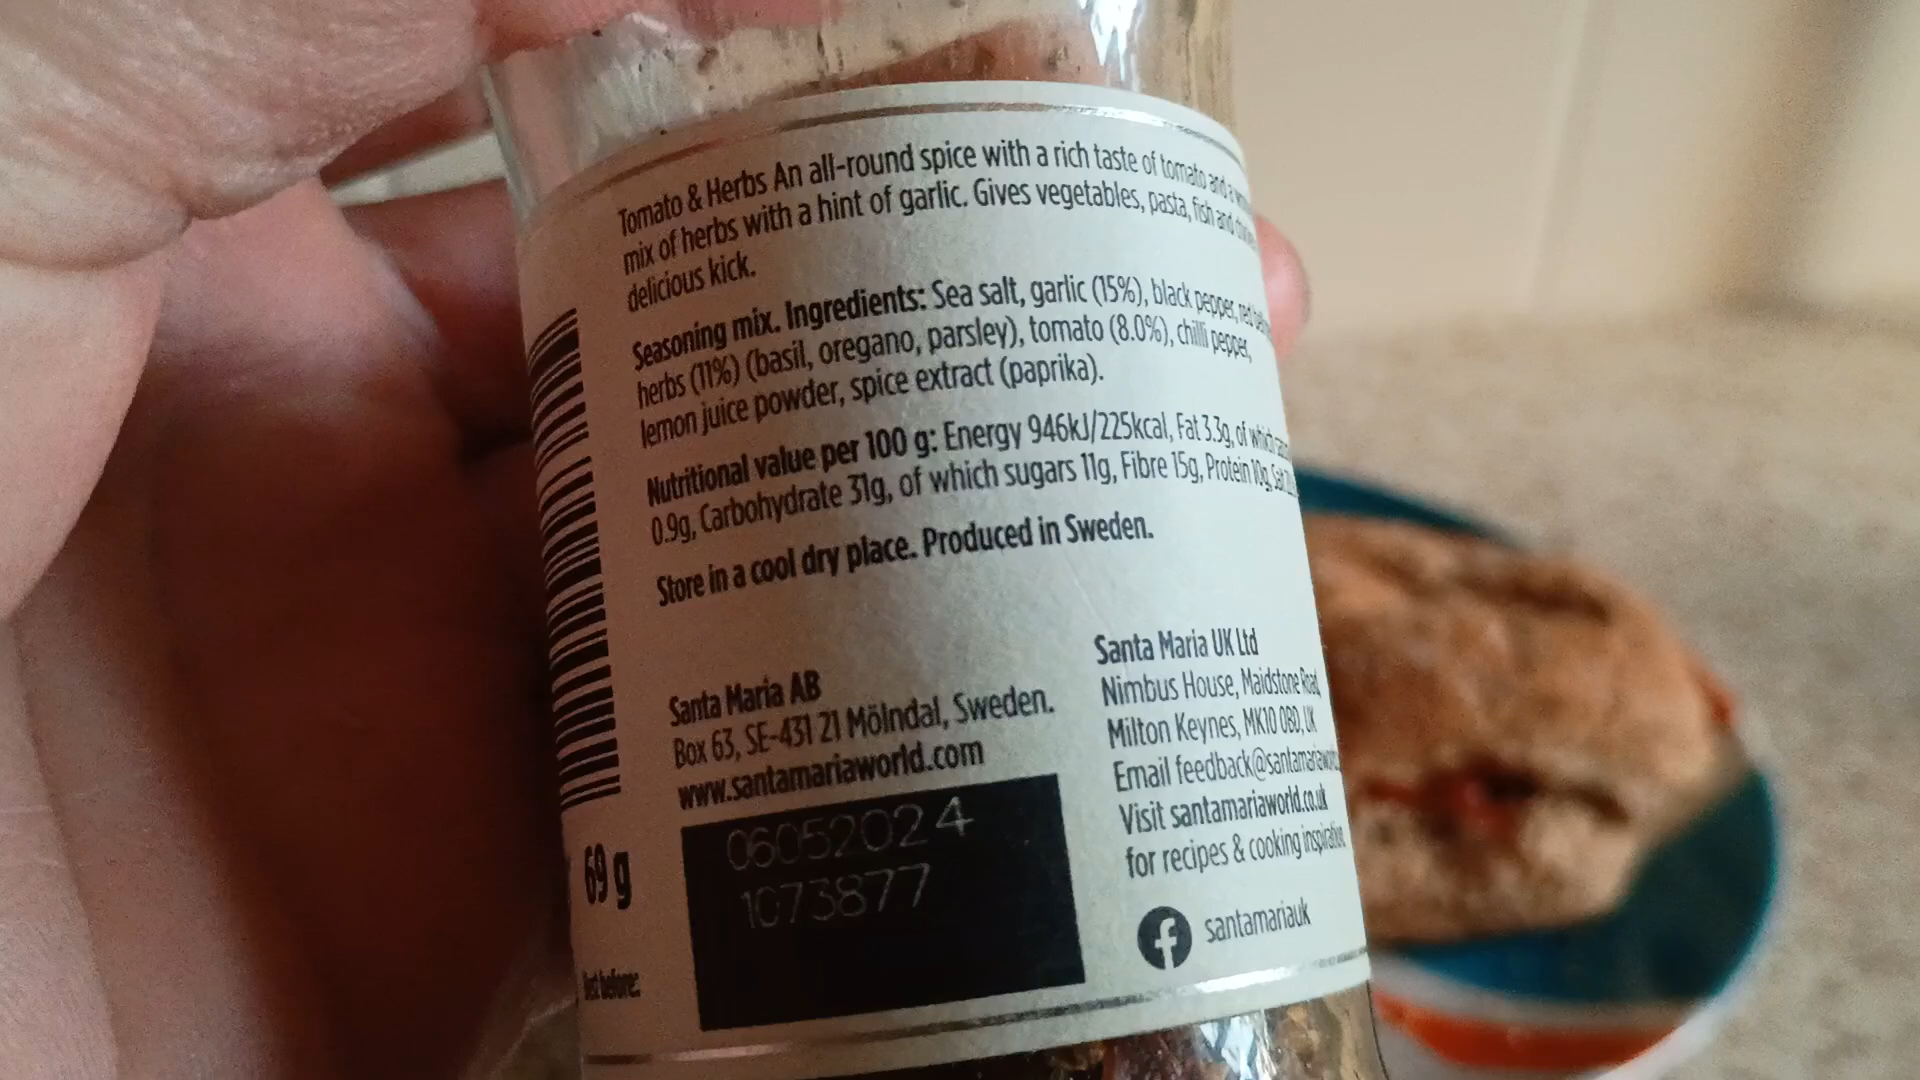 Tomato & Herbs An all-round spice with a rich taste of tomato and a
mix of herbs with a hint of garlic. Gives vegetables, pasta, fish and
delicious kick.
Seasoning mix. Ingredients: Sea salt, garlic (15%), black pepper, red
herbs (11%) (basil, oregano, parsley), tomato (8.0%), chilli pepper,
lemon juice powder, spice extract (paprika).
Nutritional value per 100 g: Energy 946kJ/225kcal, Fat 3.3g, of which
0.9g, Carbohydrate 31g, of which sugars 11g, Fibre 15g, Protein 10g,
Store in a cool dry place. Produced in Sweden.
Santa Maria AB
Box 63, SE-431 21 Mölndal, Sweden.
www.santamariaworld.com
Santa Maria UK Ltd
Nimbus House, Maidstone Road,
Milton Keynes, MK10 0BD, UK
Email
Visit santamariaworld.co.uk
for recipes & cooking
santamariauk
06052024
1073877
69 g
Best before: